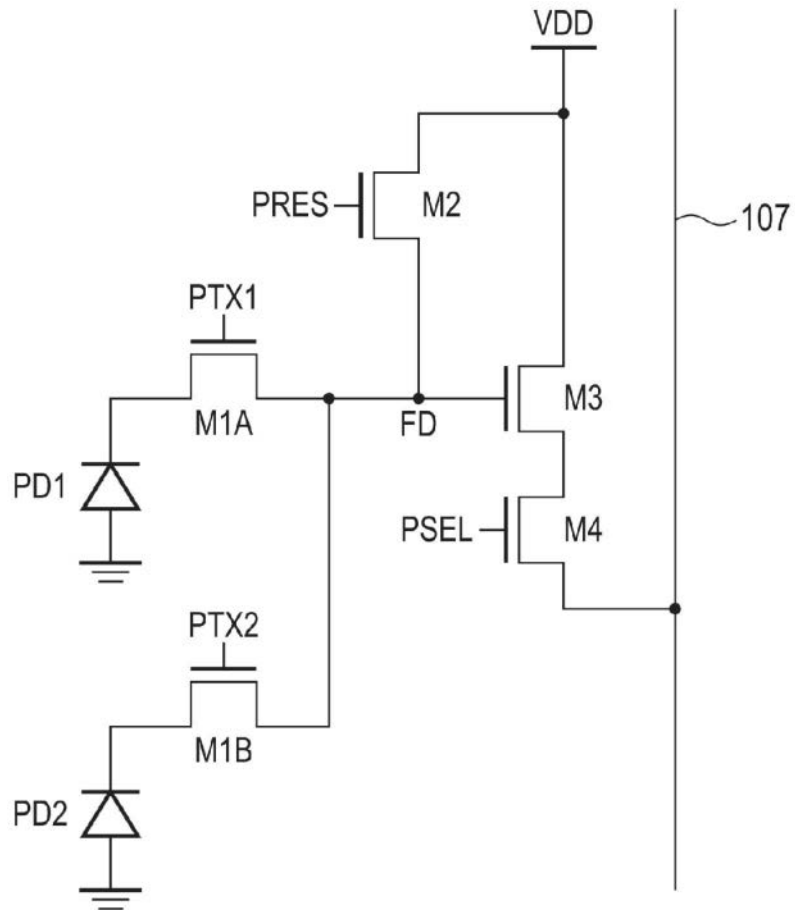 VDD
PRES
M2
107
PTX1
M1A
FD
M3
PD1
PSEL
M4
PTX2
M1B
PD2